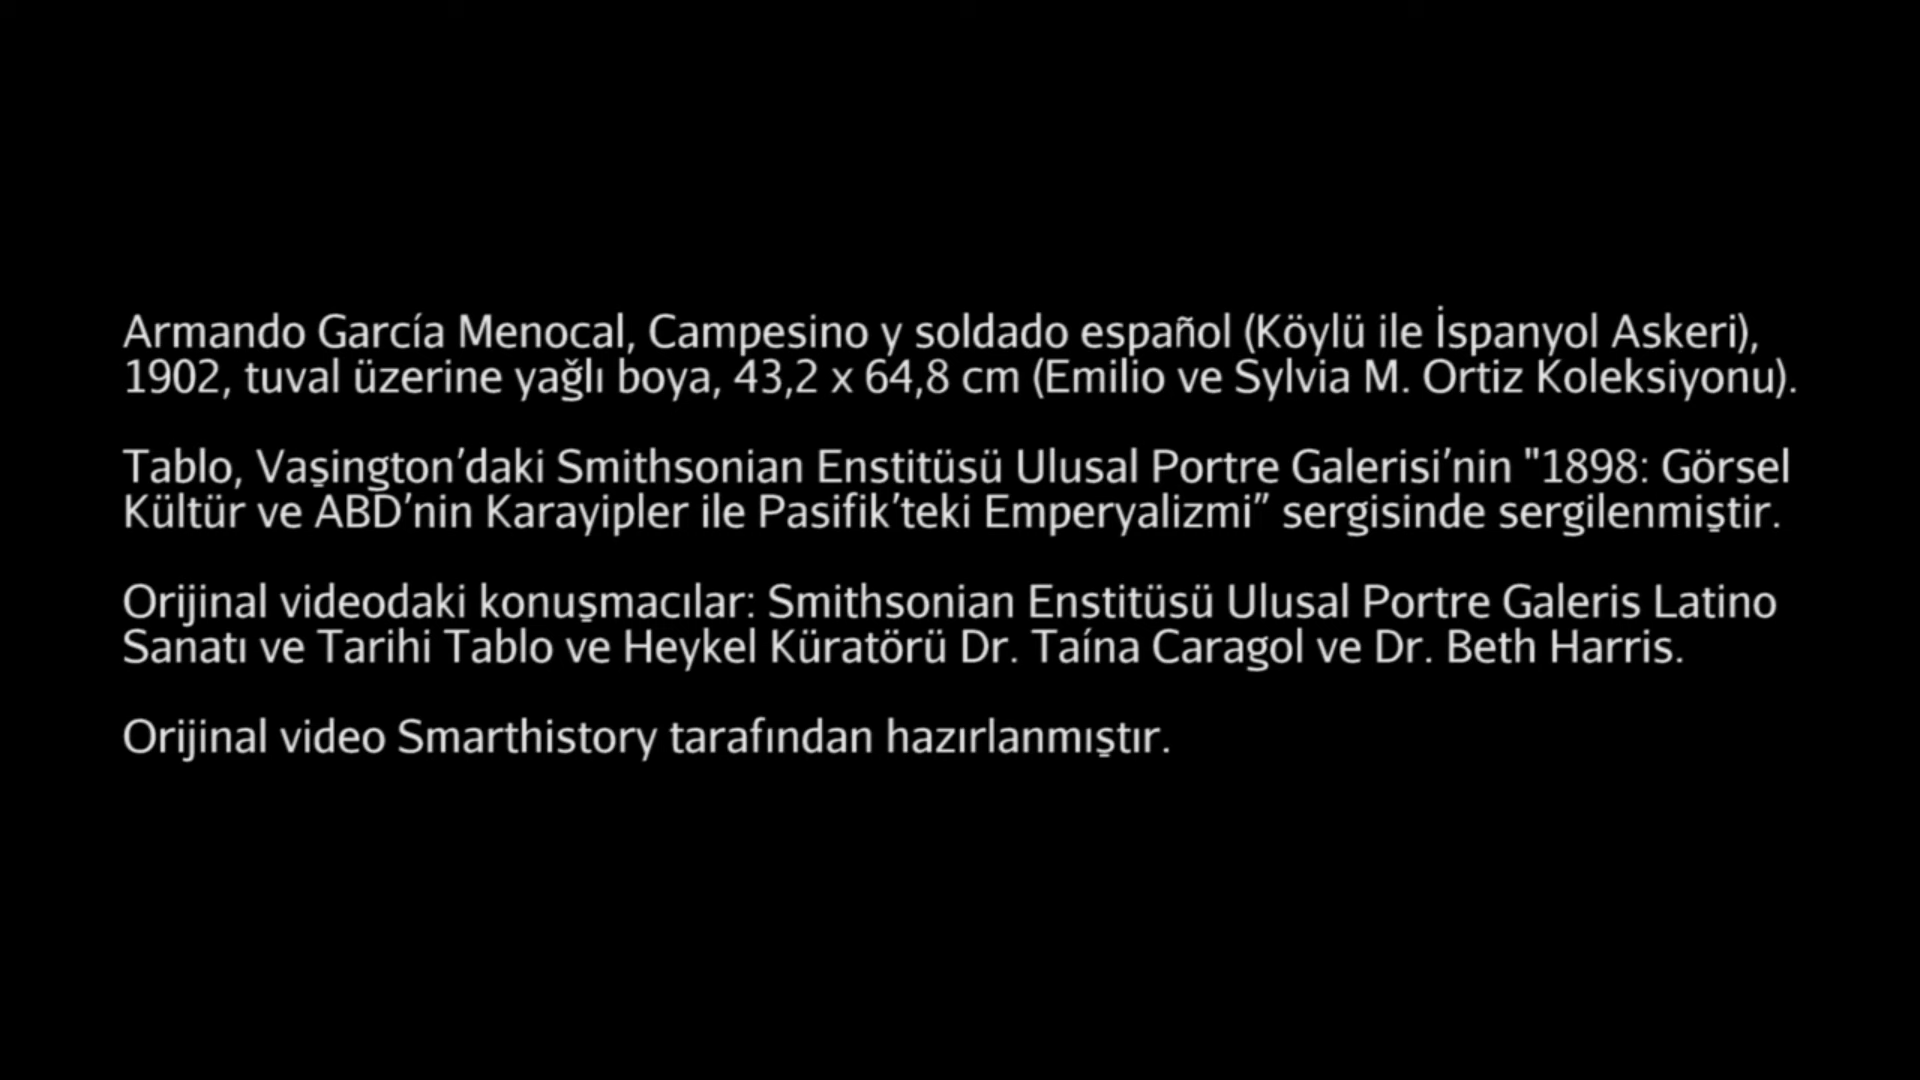 Armando García Menocal, Campesino y soldado español (Köylü ile İspanyol Askeri),
1902, tuval üzerine yağlı boya, 43,2 x 64,8 cm (Emilio ve Sylvia M. Ortiz Koleksiyonu).
Tablo, Vaşington’daki Smithsonian Enstitüsü Ulusal Portre Galerisi’nin "1898: Görsel
Kültür ve ABD’nin Karayipler ile Pasifik’teki Emperyalizmi” sergisinde sergilenmiştir.
Orijinal videodaki konuşmacılar: Smithsonian Enstitüsü Ulusal Portre Galeris Latino
Sanatı ve Tarihi Tablo ve Heykel Küratörü Dr. Taína Caragol ve Dr. Beth Harris.
Orijinal video Smarthistory tarafından hazırlanmıştır.